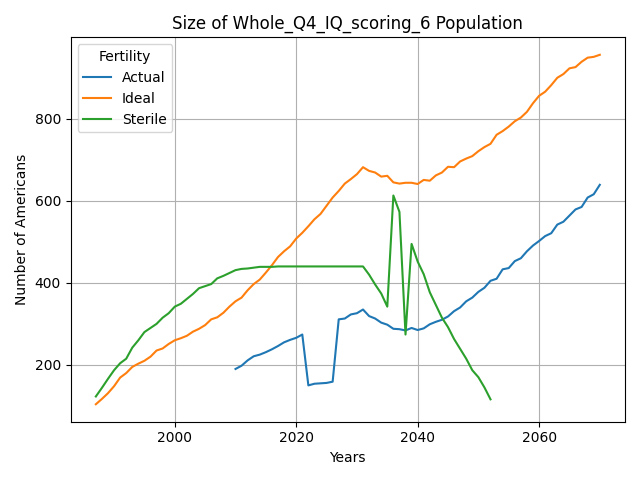 Size of Whole_Q4_IQ_scoring_6 Population
Fertility
Actual
Ideal
Sterile
Number of Americans
800
600
400
200
2000
2020
2040
2060
Years